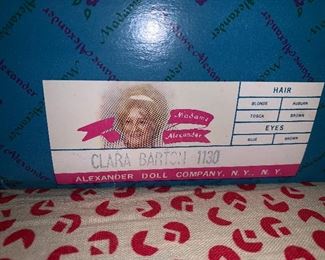 Madame
Alexander
HAIR
BLONDE AUBURN
TOSCA BROWN
EYES
BLUE BROWN
CLARA BARTON 1130
ALEXANDER DOLL COMPANY, N.Y., N.Y.